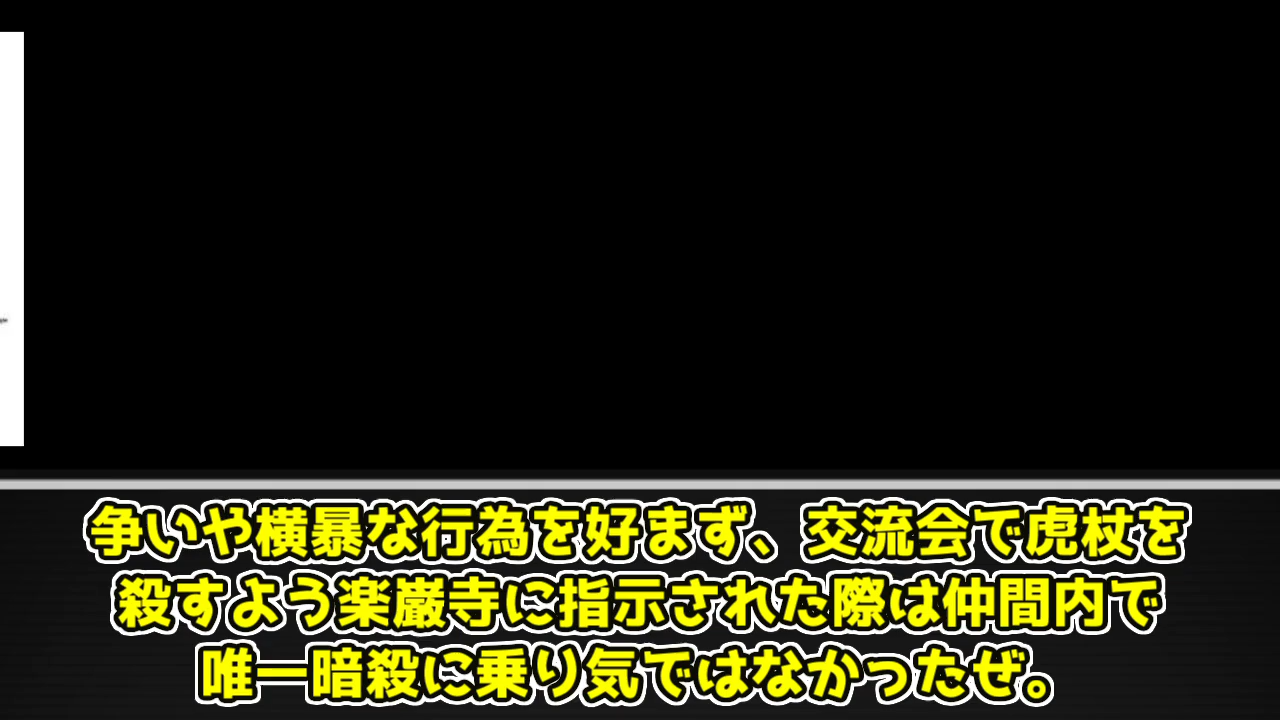 争いや横暴な行為を好まず、交流会で虎杖を
殺すよう楽巌寺に指示された際は仲間内で
唯一暗殺に乗り気ではなかったぜ。